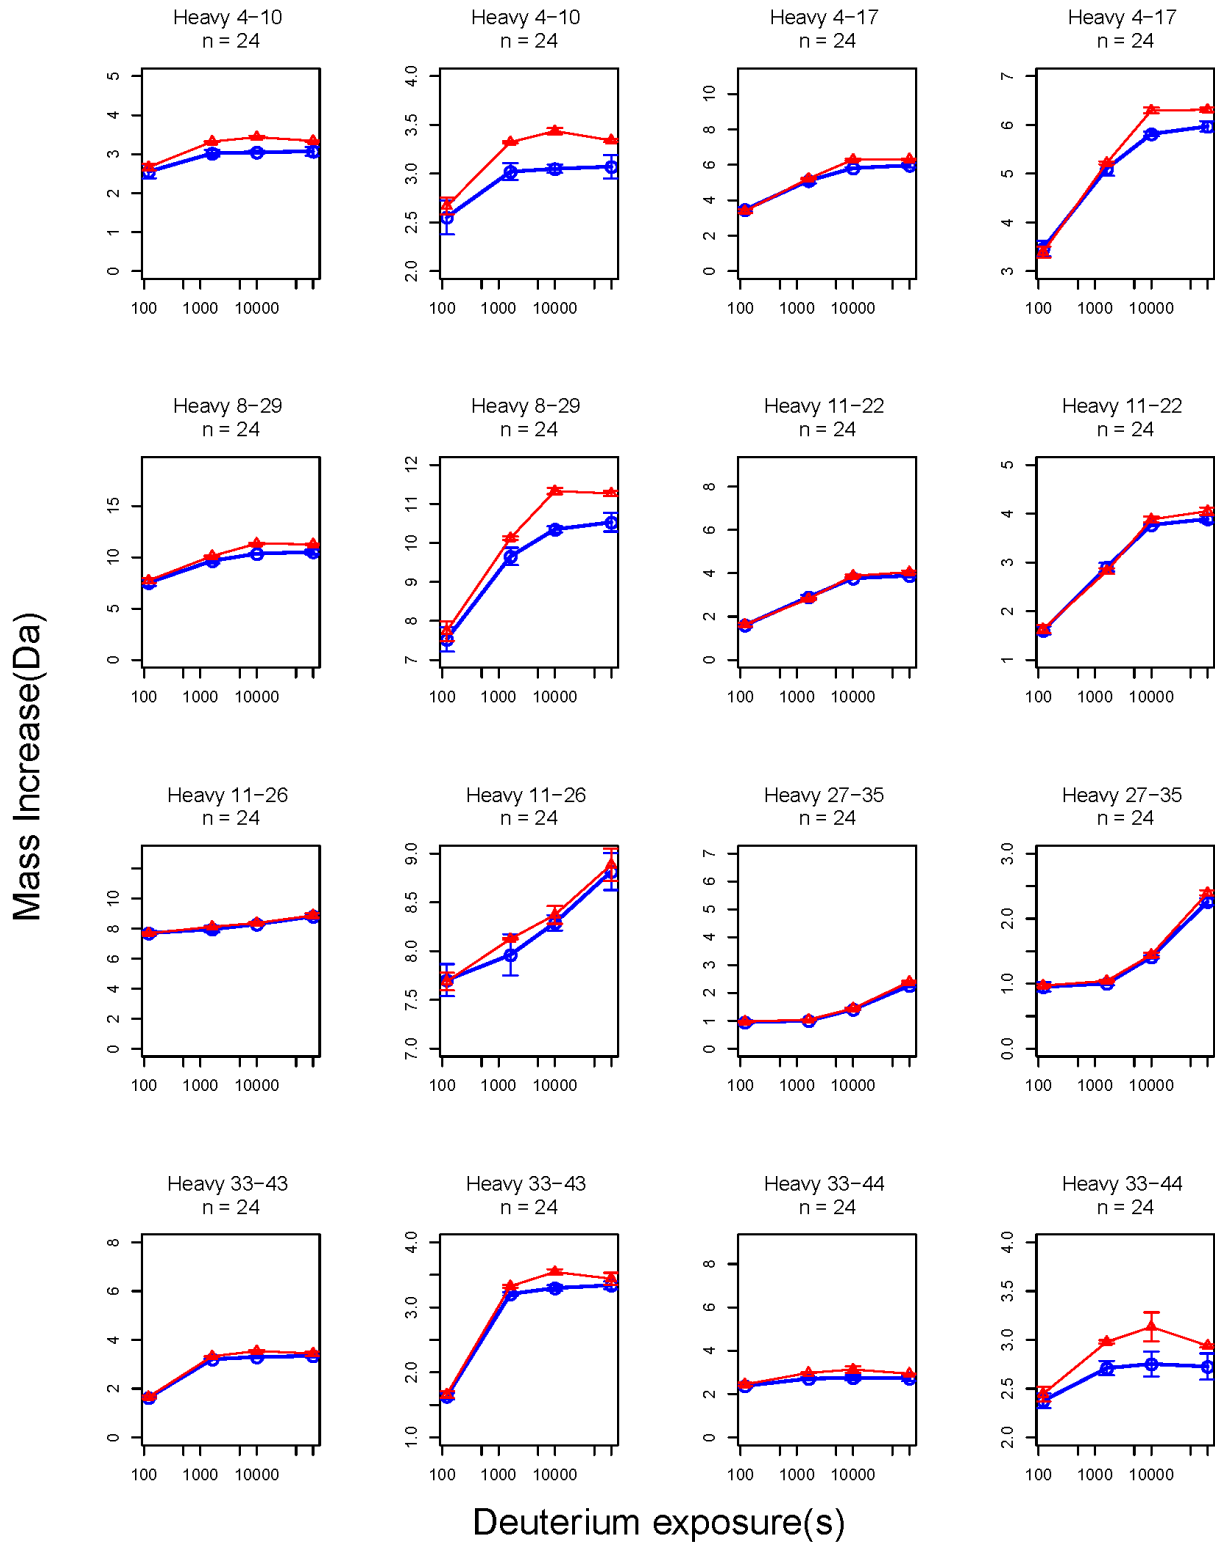 Heavy 4−10
n = 24
0 1 2 3 4 5
100 1000 10000
Heavy 4−10
n = 24
2.0 2.5 3.0 3.5 4.0
100 1000 10000
Heavy 4−17
n = 24
0 2 4 6 8 10
100 1000 10000
Heavy 4−17
n = 24
3 4 5 6 7
100 1000 10000
Heavy 8−29
n = 24
0 5 10 15
100 1000 10000
Heavy 8−29
n = 24
7 8 9 10 11 12
100 1000 10000
Heavy 11−22
n = 24
0 2 4 6 8
100 1000 10000
Heavy 11−22
n = 24
1 2 3 4 5
100 1000 10000
Mass Increase(Da)
Heavy 11−26
n = 24
0 2 4 6 8 10
100 1000 10000
Heavy 11−26
n = 24
7.0 7.5 8.0 8.5 9.0
100 1000 10000
Heavy 27−35
n = 24
0 1 2 3 4 5 6 7
100 1000 10000
Heavy 27−35
n = 24
0.0 1.0 2.0 3.0
100 1000 10000
Heavy 33−43
n = 24
0 2 4 6 8
100 1000 10000
Heavy 33−43
n = 24
1.0 2.0 3.0 4.0
100 1000 10000
Heavy 33−44
n = 24
0 2 4 6 8
100 1000 10000
Heavy 33−44
n = 24
2.0 2.5 3.0 3.5 4.0
100 1000 10000
Deuterium exposure(s)